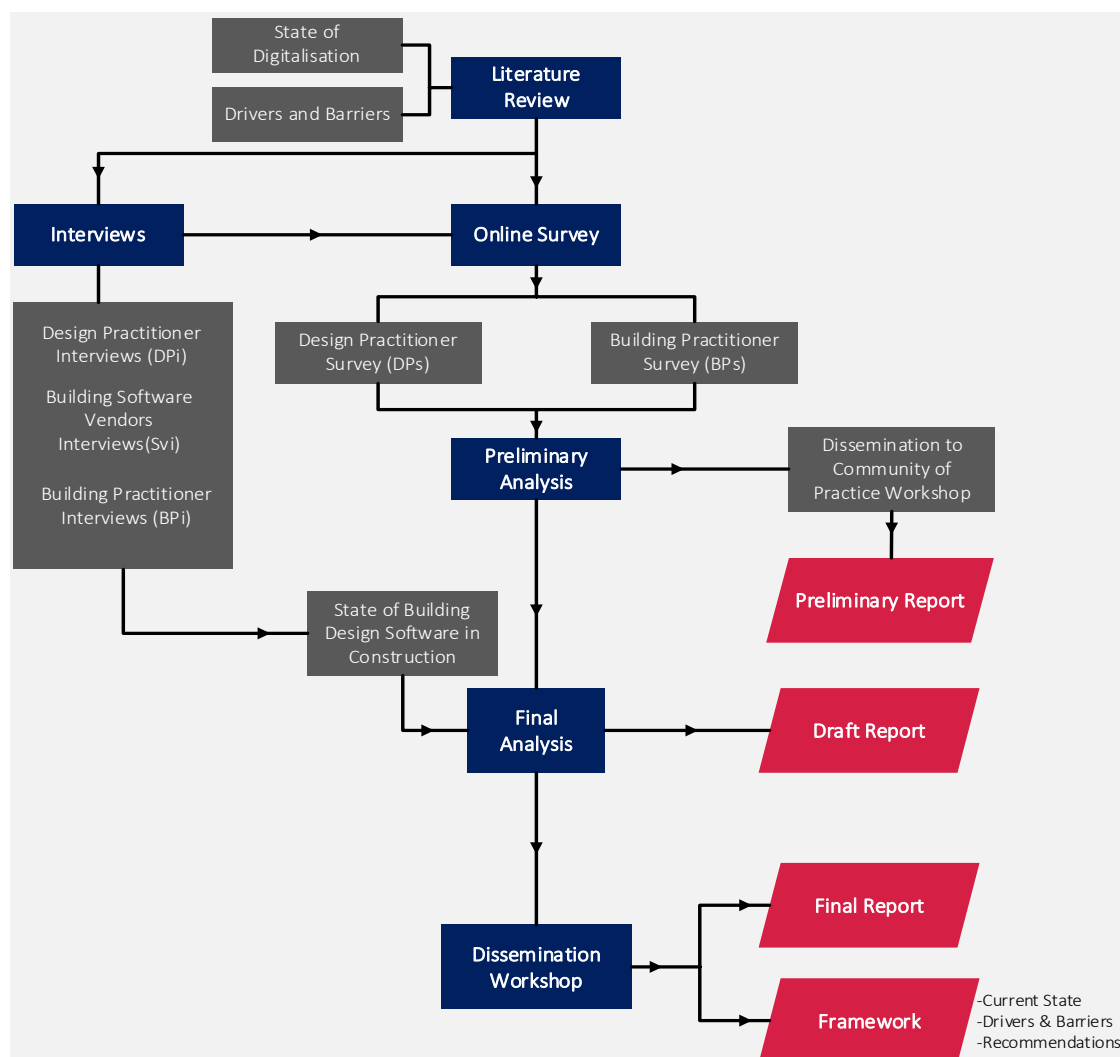 State of
Digitalisation
Literature
Review
Drivers and Barriers
Interviews
Online Survey
Design Practitioner
Interviews (DPi)
Building Software
Vendors
Interviews(Svi)
Building Practitioner
Interviews (BPi)
Design Practitioner
Survey (DPs)
Building Practitioner
Survey (BPs)
Preliminary
Analysis
Dissemination to
Community of
Practice Workshop
Preliminary Report
State of Building
Design Software in
Construction
Final
Analysis
Draft Report
Final Report
Dissemination
Workshop
Framework
-Current State
-Drivers & Barriers
-Recommendations